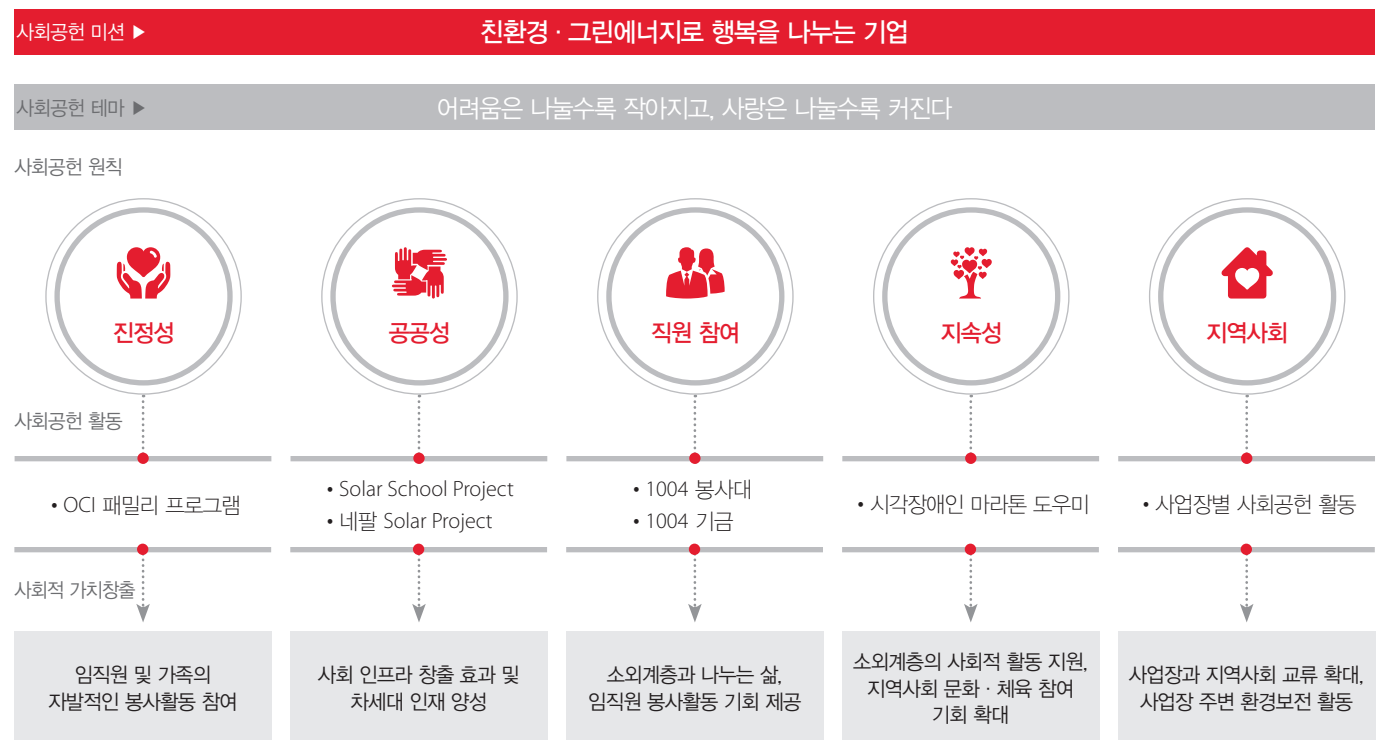 사회공헌 미션 ▶ 친환경 · 그린에너지로 행복을 나누는 기업
사회공헌 테마 ▶ 어려움은 나눌수록 작아지고, 사랑은 나눌수록 커진다
사회공헌 원칙
진정성
공공성
직원 참여
지속성
지역사회
사회공헌 활동
• OCI 패밀리 프로그램
• Solar School Project
• 네팔 Solar Project
• 1004 봉사대
• 1004 기금
• 시각장애인 마라톤 도우미
• 사업장별 사회공헌 활동
사회적 가치창출
임직원 및 가족의
자발적인 봉사활동 참여
사회 인프라 창출 효과 및
차세대 인재 양성
소외계층과 나누는 삶,
임직원 봉사활동 기회 제공
소외계층의 사회적 활동 지원,
지역사회 문화 · 체육 참여
기회 확대
사업장과 지역사회 교류 확대,
사업장 주변 환경보전 활동